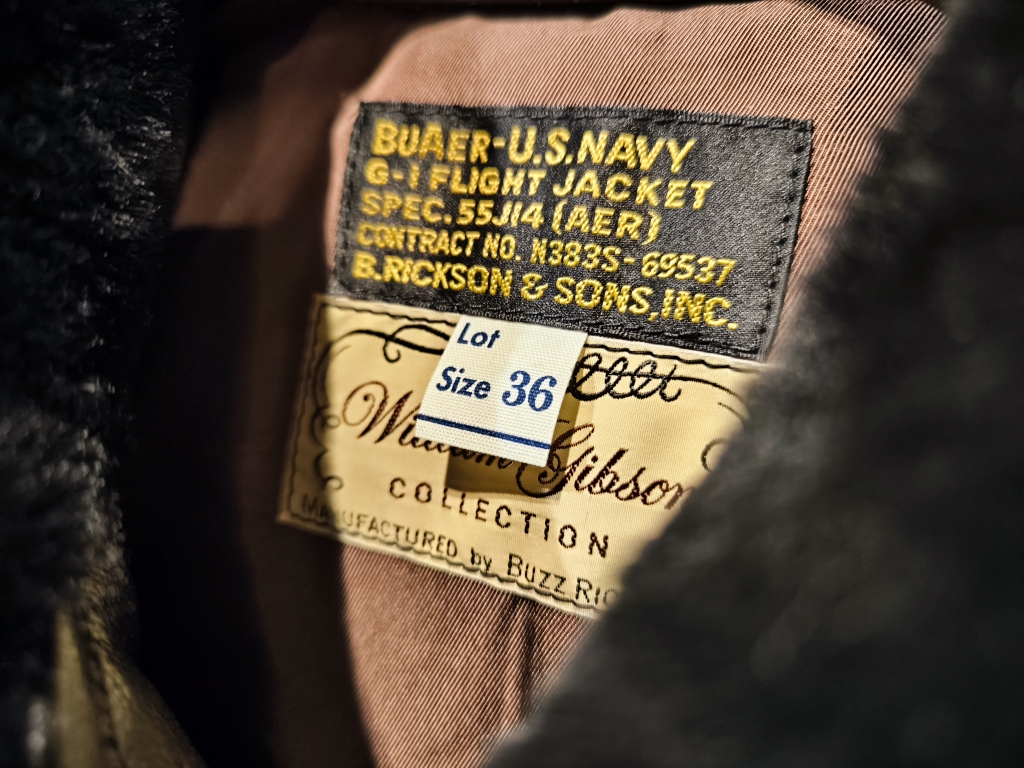 BUAER-U.S.NAVY
G-1 FLIGHT JACKET
SPEC. 55J14 (AER)
CONTRACT NO. N383S-69537
B.RICKSON & SONS, INC.
Lot
Size 36
William Gibson
COLLECTION
MANUFACTURED by BUZZ RIC